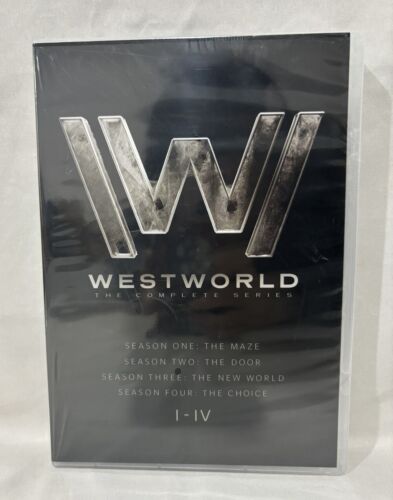 W
WESTWORLD
THE COMPLETE SERIES
SEASON ONE: THE MAZE
SEASON TWO: THE DOOR
SEASON THREE: THE NEW WORLD
SEASON FOUR: THE CHOICE
I-IV